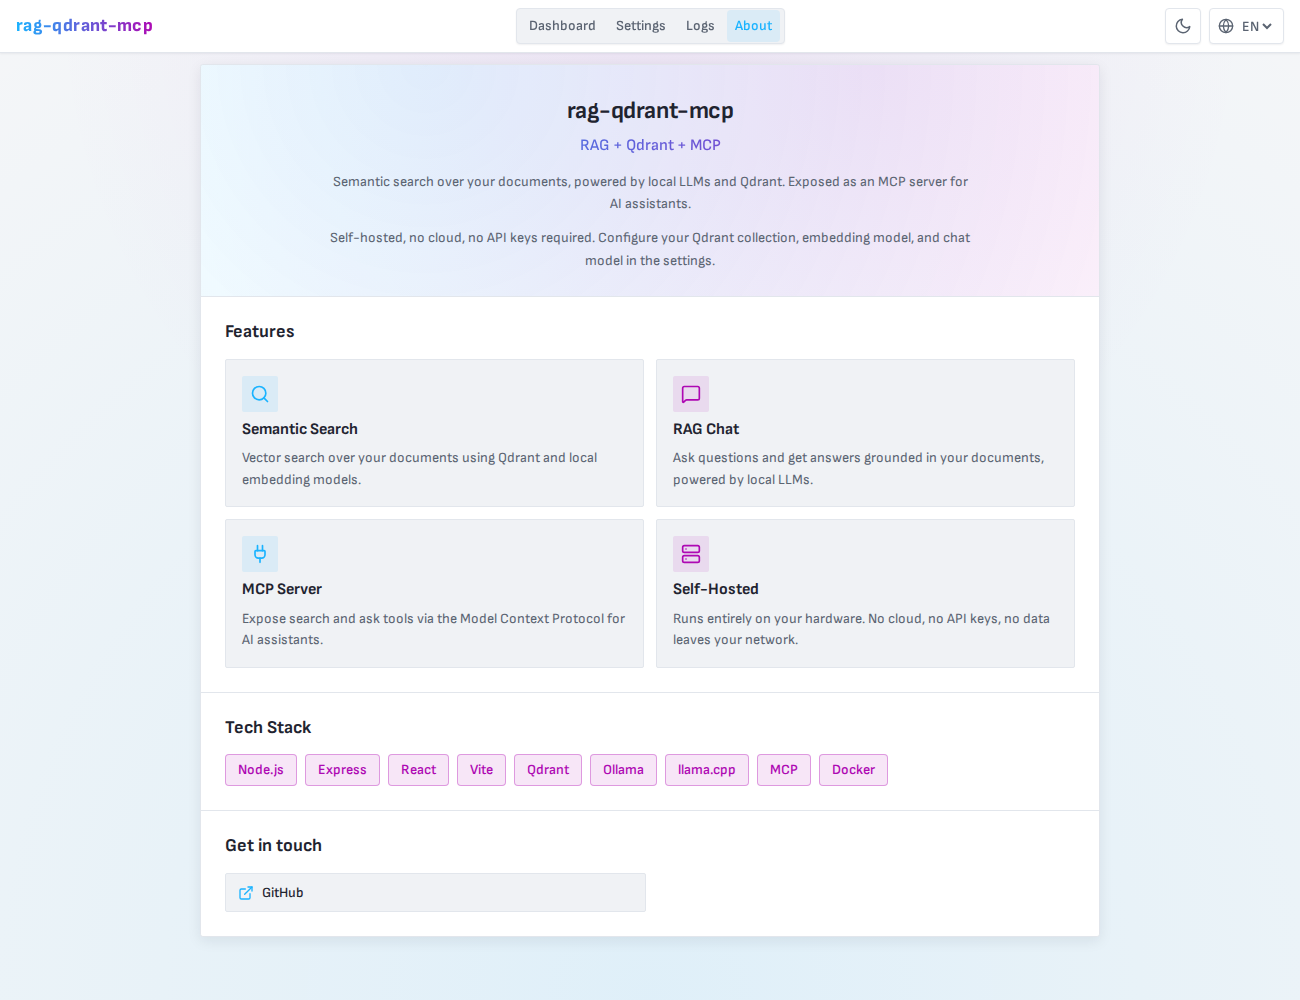 rag-qdrant-mcp
Dashboard Settings Logs About
EN
rag-qdrant-mcp
RAG + Qdrant + MCP
Semantic search over your documents, powered by local LLMs and Qdrant. Exposed as an MCP server for
AI assistants.
Self-hosted, no cloud, no API keys required. Configure your Qdrant collection, embedding model, and chat
model in the settings.
Features
Semantic Search
Vector search over your documents using Qdrant and local
embedding models.
RAG Chat
Ask questions and get answers grounded in your documents,
powered by local LLMs.
MCP Server
Expose search and ask tools via the Model Context Protocol for
AI assistants.
Self-Hosted
Runs entirely on your hardware. No cloud, no API keys, no data
leaves your network.
Tech Stack
Node.js Express React Vite Qdrant Ollama llama.cpp MCP Docker
Get in touch
GitHub